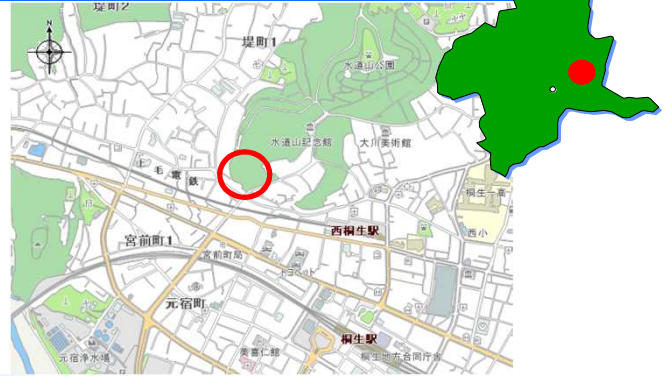 堤町2
N
堤町1
水道山公園
水道山記念館
大川美術館
上毛電鉄
桐生一高
西桐生駅
西小
宮前町1
宮前町局
トヨペット
元宿町
桐生駅
元宿浄水場
美喜仁館
桐生地方合同庁舎